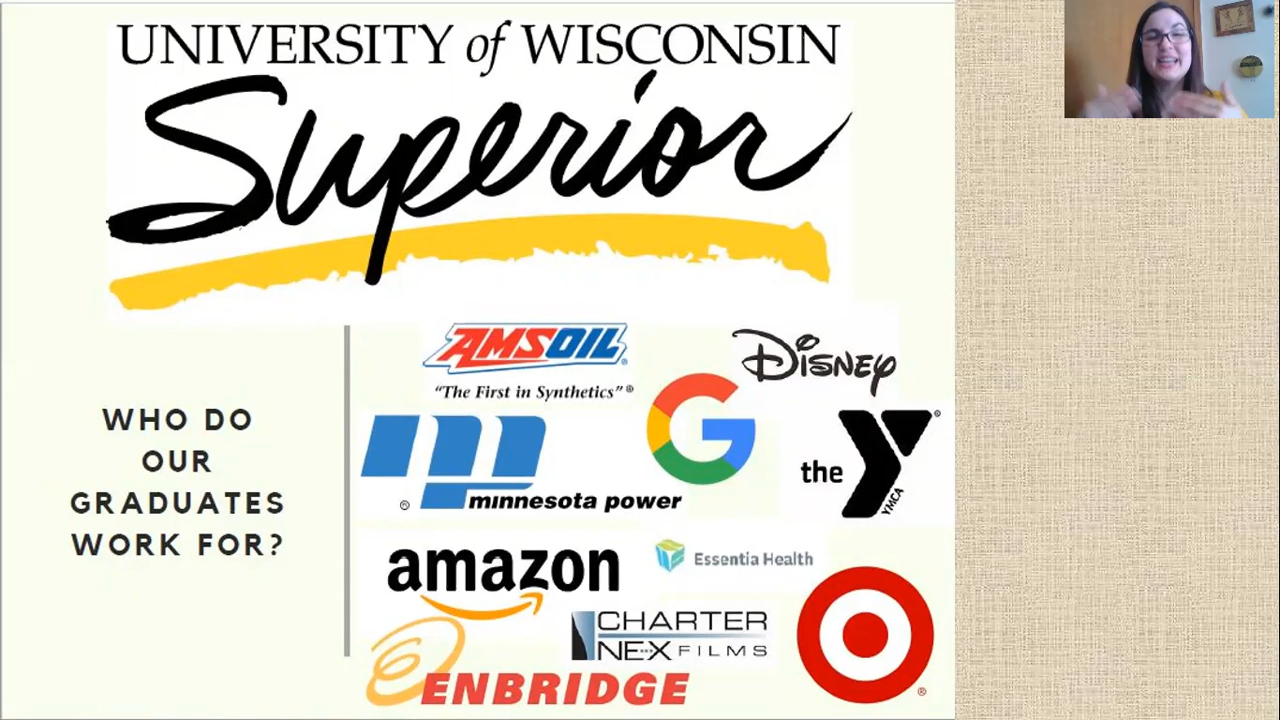 UNIVERSITY of WISCONSIN
Superior
WHO DO
OUR
GRADUATES
WORK FOR?
AMSOIL®
"The First in Synthetics"®
DISNEY
G
the Y®
YMCA
® minnesota power
amazon
Essentia Health
CHARTER
NEX FILMS
ENBRIDGE
®